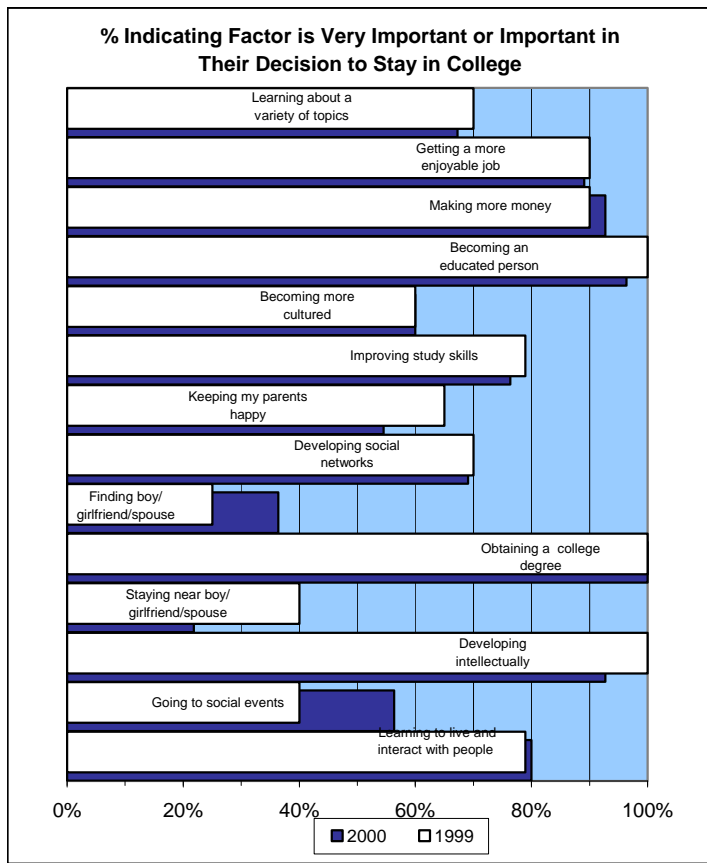 % Indicating Factor is Very Important or Important in
Their Decision to Stay in College
Learning about a
variety of topics
Getting a more
enjoyable job
Making more money
Becoming an
educated person
Becoming more
cultured
Improving study skills
Keeping my parents
happy
Developing social
networks
Finding boy/
girlfriend/spouse
Obtaining a college
degree
Staying near boy/
girlfriend/spouse
Developing
intellectually
Going to social events
Learning to live and
interact with people
0% 20% 40% 60% 80% 100%
2000 1999